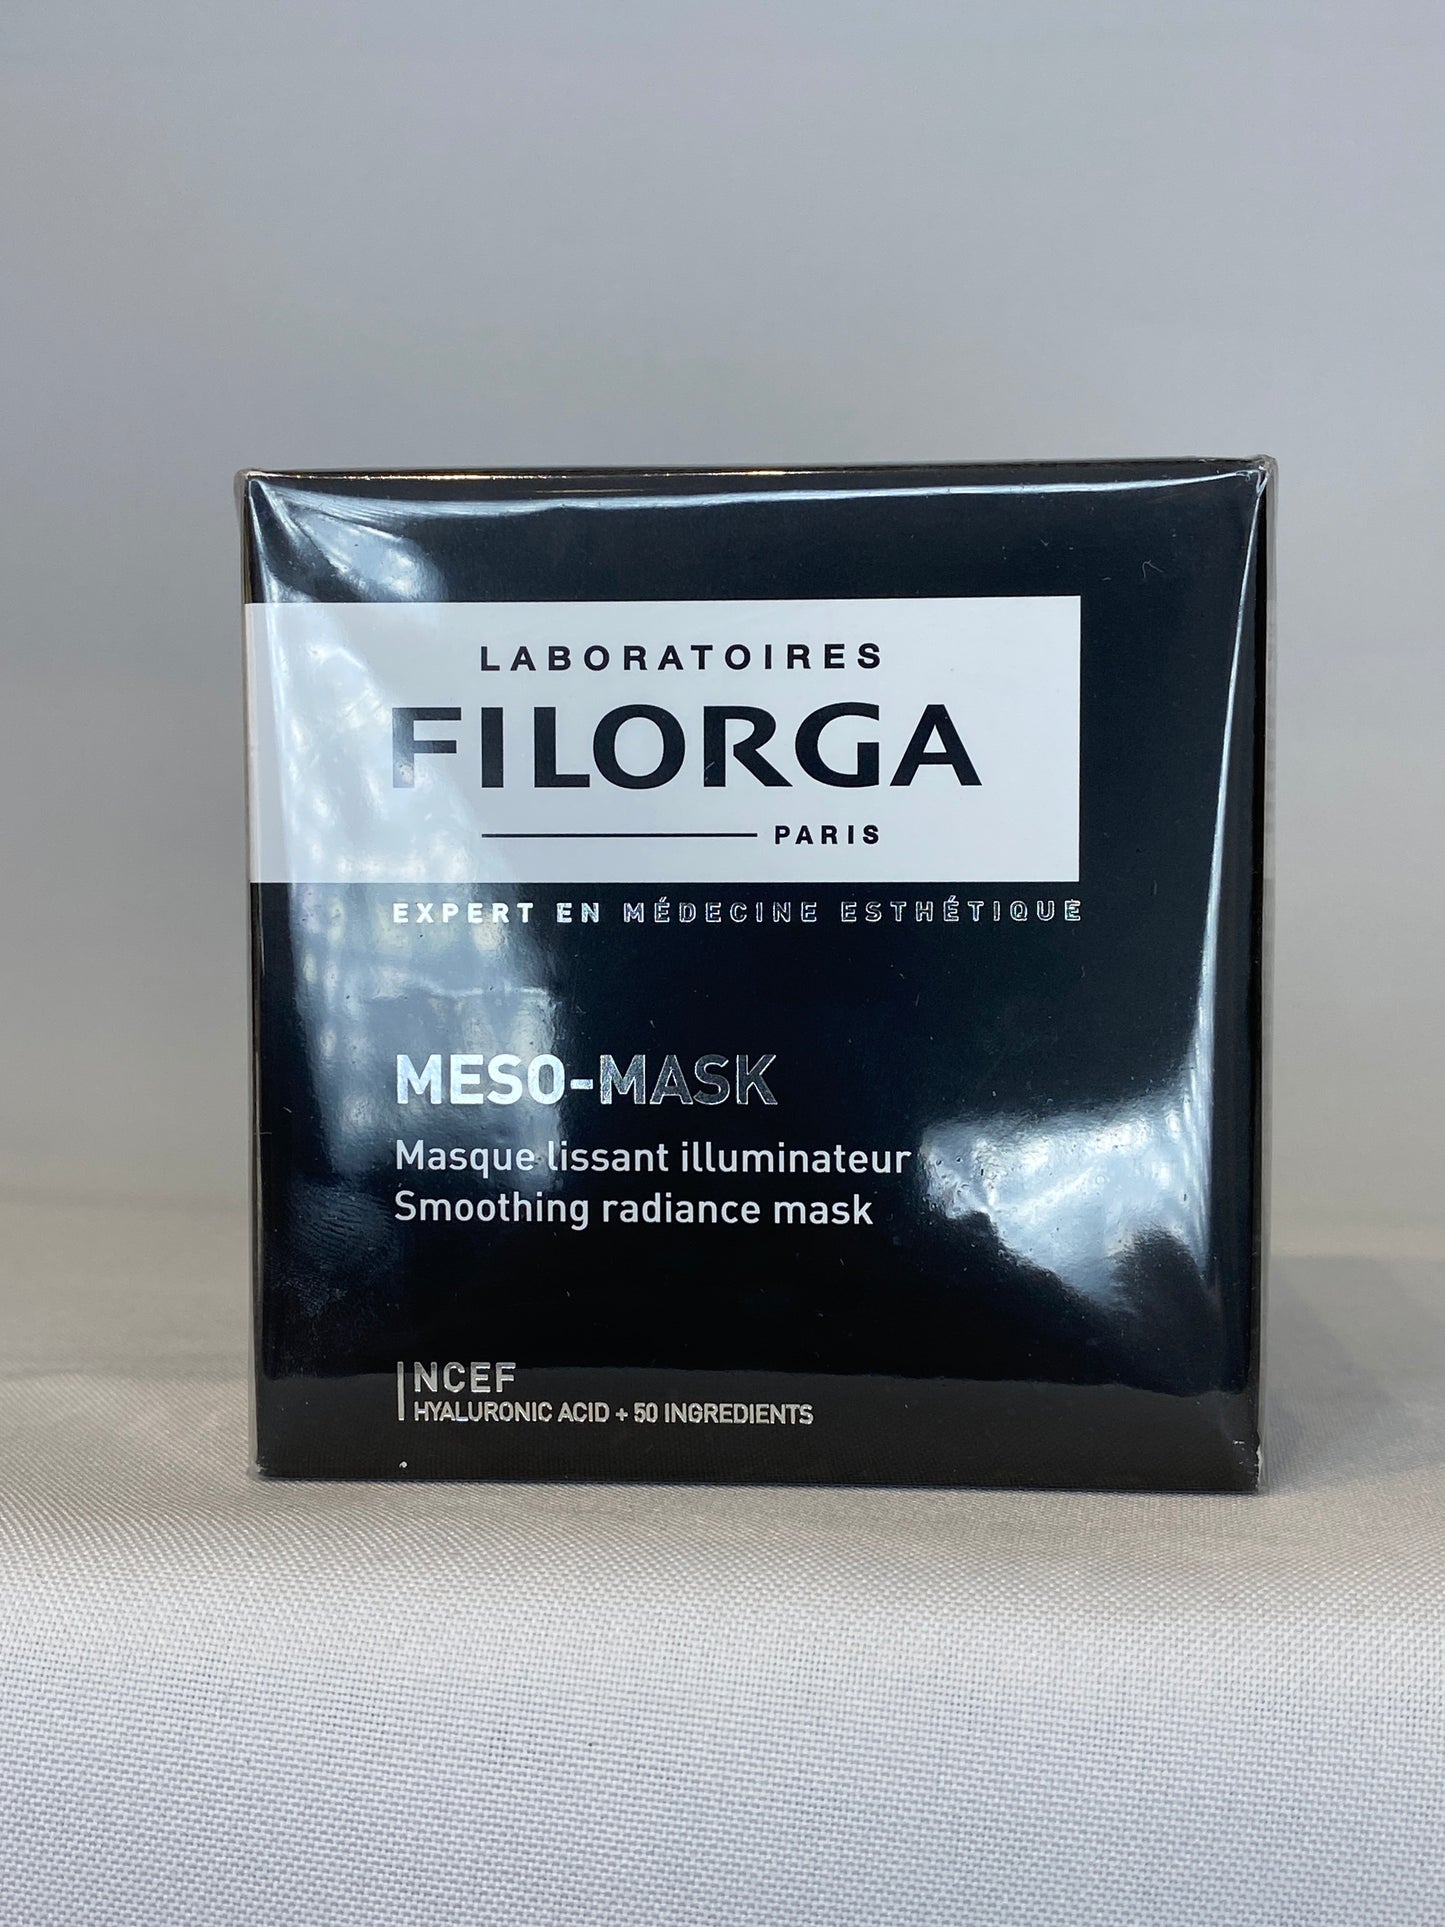 LABORATOIRES
FILORGA
PARIS
EXPERT EN MÉDECINE ESTHÉTIQUE
MESO-MASK
Masque lissant illuminateur
Smoothing radiance mask
NCEF
HYALURONIC ACID + 50 INGREDIENTS